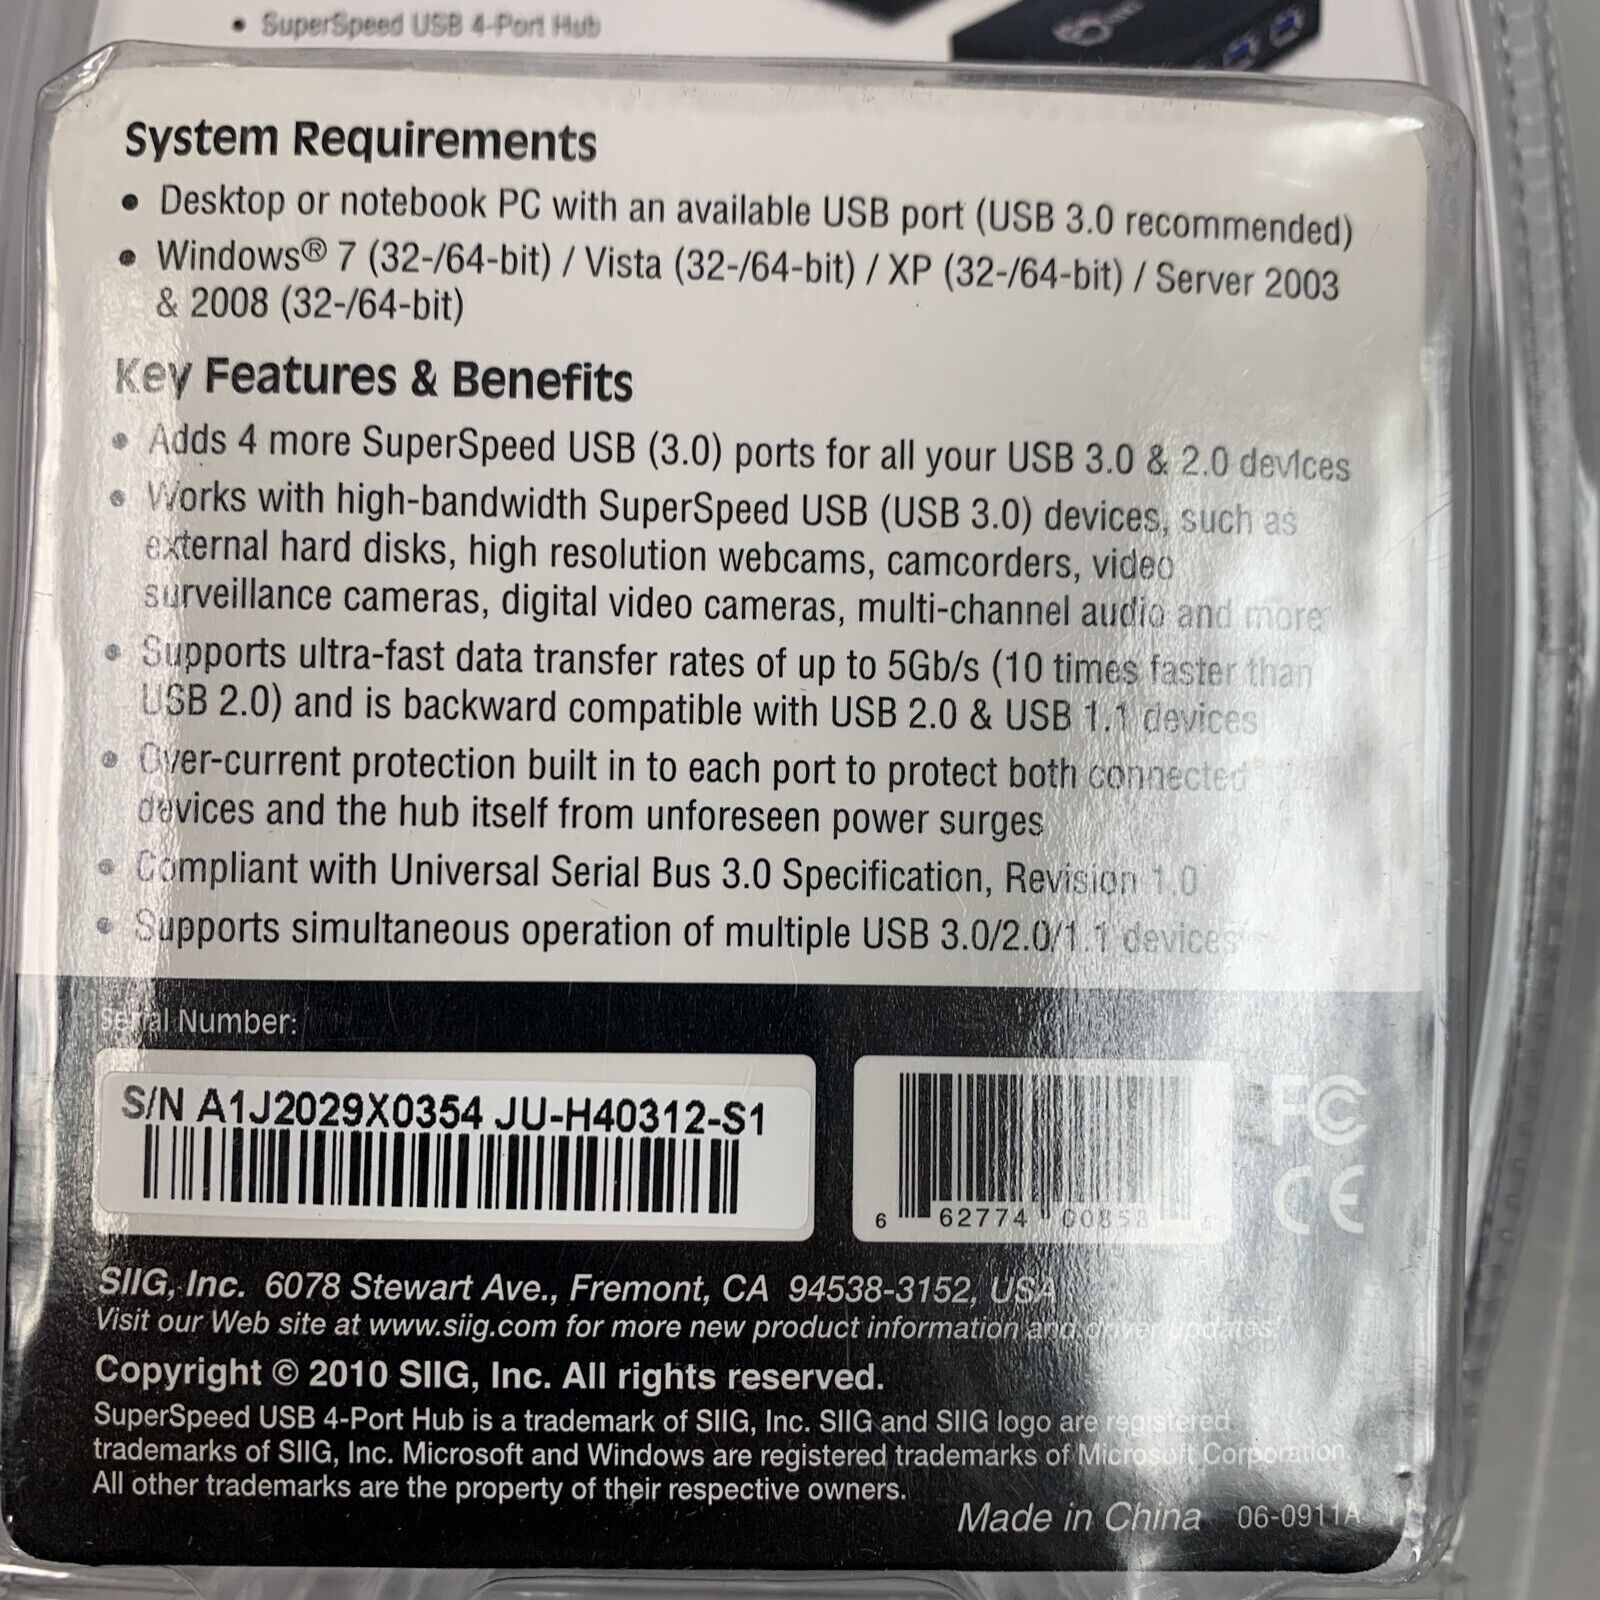 • SuperSpeed USB 4-Port Hub
System Requirements
• Desktop or notebook PC with an available USB port (USB 3.0 recommended)
• Windows® 7 (32-/64-bit) / Vista (32-/64-bit) / XP (32-/64-bit) / Server 2003
& 2008 (32-/64-bit)
Key Features & Benefits
• Adds 4 more SuperSpeed USB (3.0) ports for all your USB 3.0 & 2.0 devices
• Works with high-bandwidth SuperSpeed USB (USB 3.0) devices, such as
external hard disks, high resolution webcams, camcorders, video
surveillance cameras, digital video cameras, multi-channel audio and more
• Supports ultra-fast data transfer rates of up to 5Gb/s (10 times faster than
USB 2.0) and is backward compatible with USB 2.0 & USB 1.1 devices
• Over-current protection built in to each port to protect both connected
devices and the hub itself from unforeseen power surges
• Compliant with Universal Serial Bus 3.0 Specification, Revision 1.0
• Supports simultaneous operation of multiple USB 3.0/2.0/1.1 devices
Serial Number:
S/N A1J2029X0354 JU-H40312-S1
6 62774 00853
FC
CE
SIIG, Inc. 6078 Stewart Ave., Fremont, CA 94538-3152, USA
Visit our Web site at www.siig.com for more new product information and driver updates.
Copyright © 2010 SIIG, Inc. All rights reserved.
SuperSpeed USB 4-Port Hub is a trademark of SIIG, Inc. SIIG and SIIG logo are registered
trademarks of SIIG, Inc. Microsoft and Windows are registered trademarks of Microsoft Corporation.
All other trademarks are the property of their respective owners.
Made in China 06-0911A